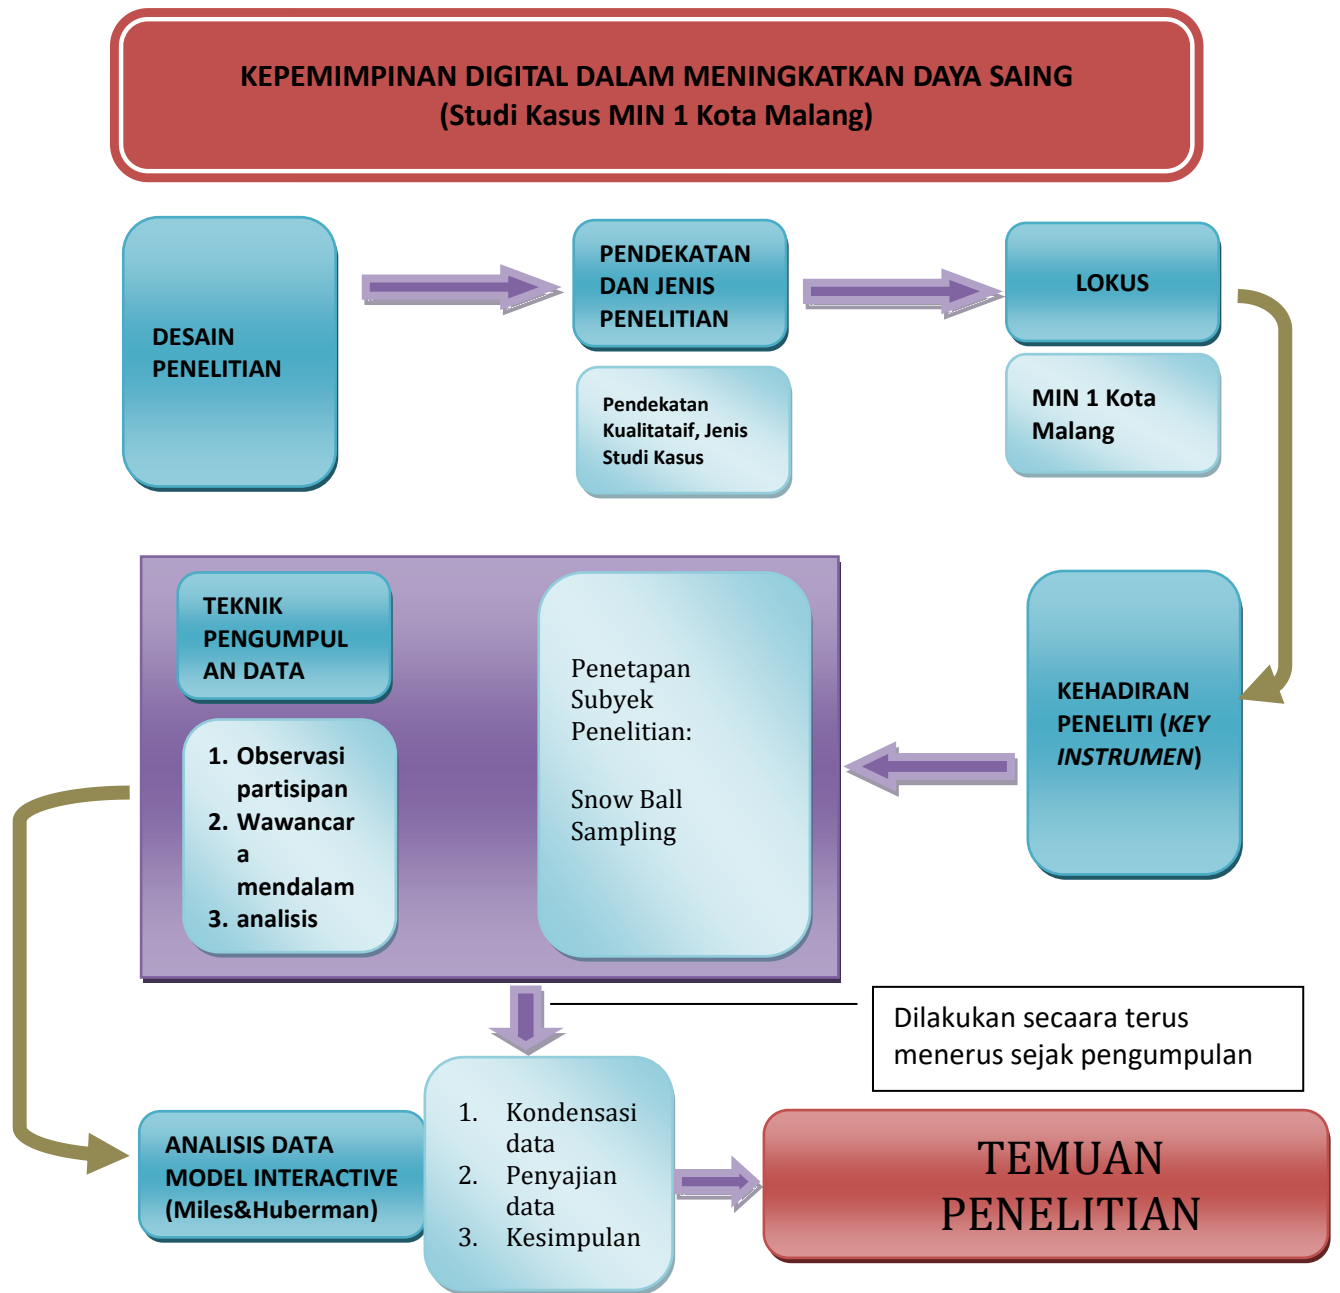 KEPEMIMPINAN DIGITAL DALAM MENINGKATKAN DAYA SAING
(Studi Kasus MIN 1 Kota Malang)
DESAIN
PENELITIAN
PENDEKATAN
DAN JENIS
PENELITIAN
Pendekatan
Kualitataif, Jenis
Studi Kasus
LOKUS
MIN 1 Kota
Malang
KEHADIRAN
PENELITI (KEY
INSTRUMEN)
TEKNIK
PENGUMPUL
AN DATA
1. Observasi
partisipan
2. Wawancar
a
mendalam
3. analisis
Penetapan
Subyek
Penelitian:
Snow Ball
Sampling
Dilakukan secaara terus
menerus sejak pengumpulan
ANALISIS DATA
MODEL INTERACTIVE
(Miles&Huberman)
1. Kondensasi
data
2. Penyajian
data
3. Kesimpulan
TEMUAN
PENELITIAN